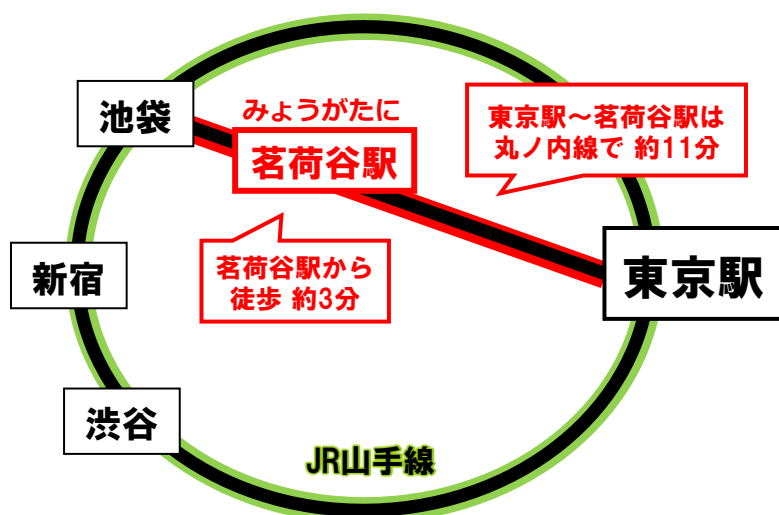 池袋
みょうがたに
茗荷谷駅
東京駅～茗荷谷駅は
丸ノ内線で 約11分
新宿
茗荷谷駅から
徒歩 約3分
東京駅
渋谷
JR山手線